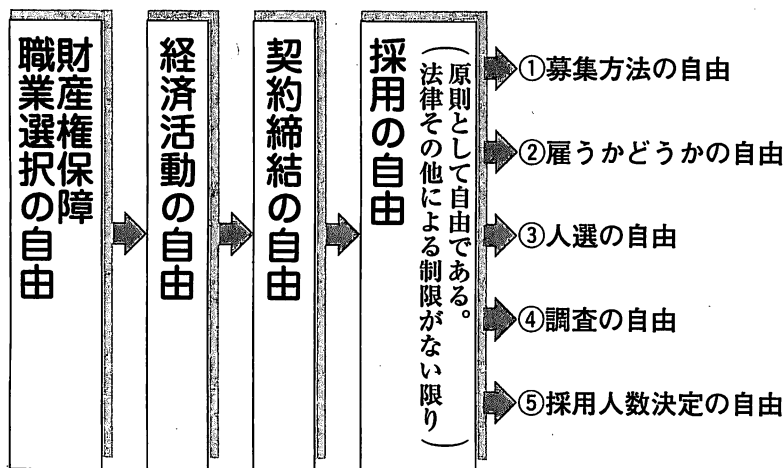 財産権保障
職業選択の自由
経済活動の自由
契約締結の自由
採用の自由
(法律その他による制限がない限り
原則として自由である。)
①募集方法の自由
②雇うかどうかの自由
③人選の自由
④調査の自由
⑤採用人数決定の自由